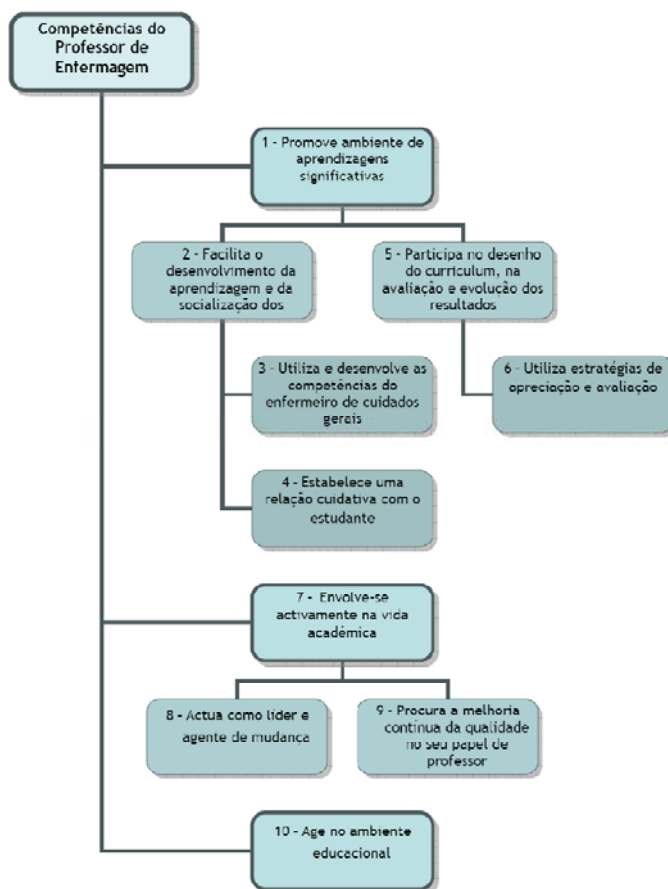 Competências do
Professor de
Enfermagem
1 - Promove ambiente de
aprendizagens
significativas
2 - Facilita o
desenvolvimento da
aprendizagem e da
socialização dos
5 - Participa no desenho
do curriculum, na
avaliação e evolução dos
resultados
3 - Utiliza e desenvolve as
competências do
enfermeiro de cuidados
gerais
6 - Utiliza estratégias de
apreciação e avaliação
4 - Estabelece uma
relação cuidativa com o
estudante
7 - Envolve-se
activamente na vida
académica
8 - Actua como líder e
agente de mudança
9 - Procura a melhoria
contínua da qualidade
no seu papel de
professor
10 - Age no ambiente
educacional